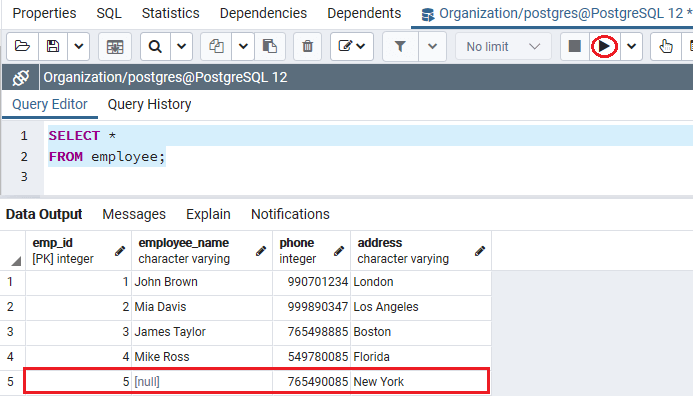 Properties SQL Statistics Dependencies Dependents Organization/postgres@PostgreSQL 12 *
No limit
Organization/postgres@PostgreSQL 12
Query Editor Query History
1 SELECT *
2 FROM employee;
3
Data Output Messages Explain Notifications
emp_id employee_name phone address
[PK] integer character varying integer character varying
1 1 John Brown 990701234 London
2 2 Mia Davis 999890347 Los Angeles
3 3 James Taylor 765498885 Boston
4 4 Mike Ross 549780085 Florida
5 5 [null] 765490085 New York